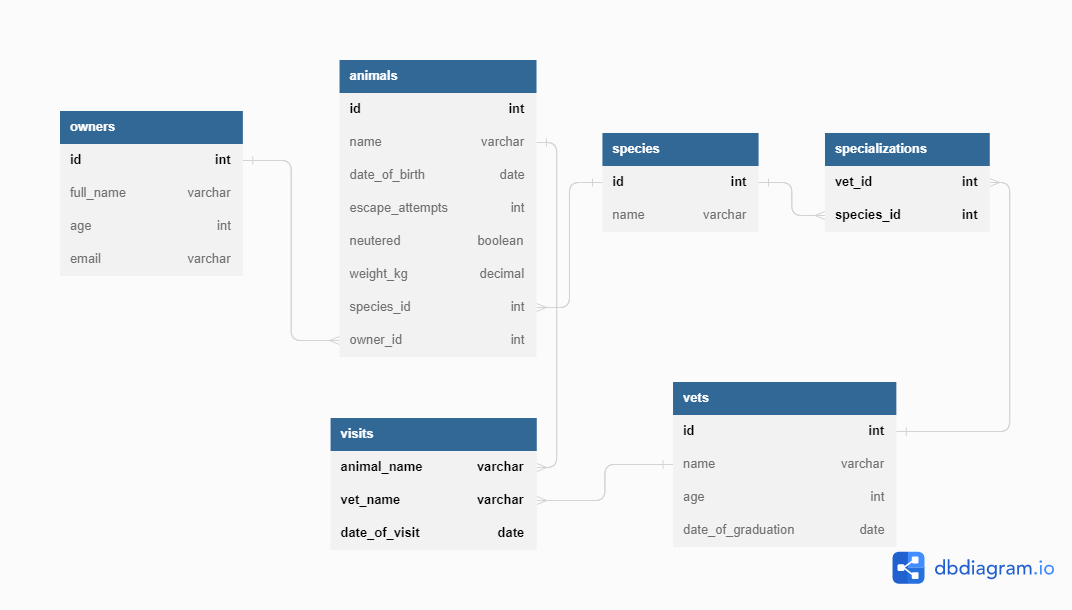 owners
id int
full_name varchar
age int
email varchar
animals
id int
name varchar
date_of_birth date
escape_attempts int
neutered boolean
weight_kg decimal
species_id int
owner_id int
species
id int
name varchar
specializations
vet_id int
species_id int
visits
animal_name varchar
vet_name varchar
date_of_visit date
vets
id int
name varchar
age int
date_of_graduation date
dbdiagram.io